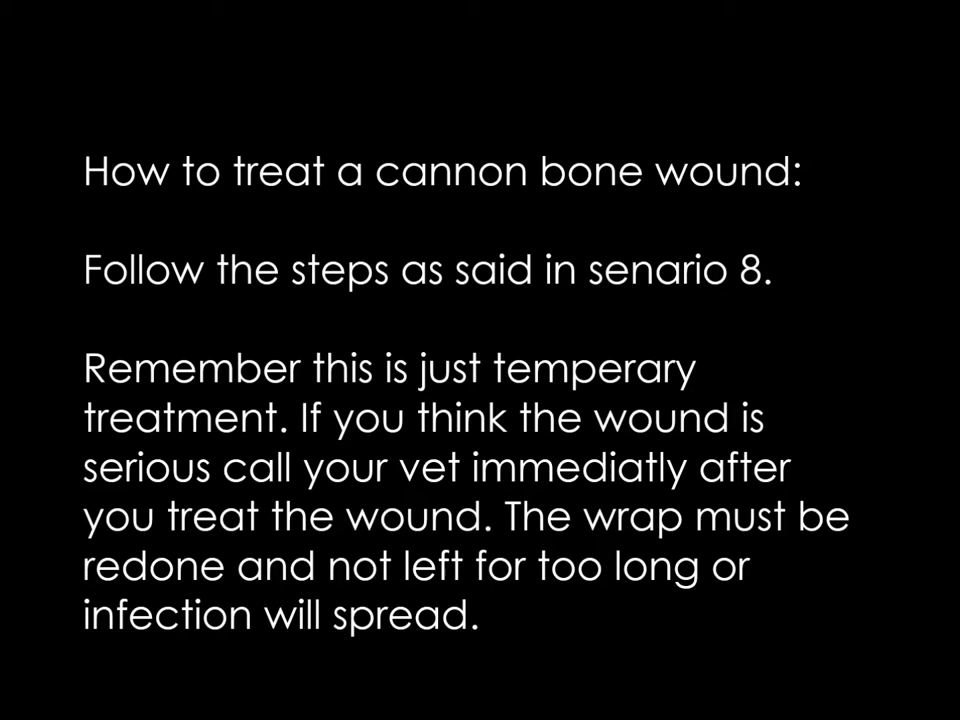 How to treat a cannon bone wound:
Follow the steps as said in senario 8.
Remember this is just temperary
treatment. If you think the wound is
serious call your vet immediatly after
you treat the wound. The wrap must be
redone and not left for too long or
infection will spread.